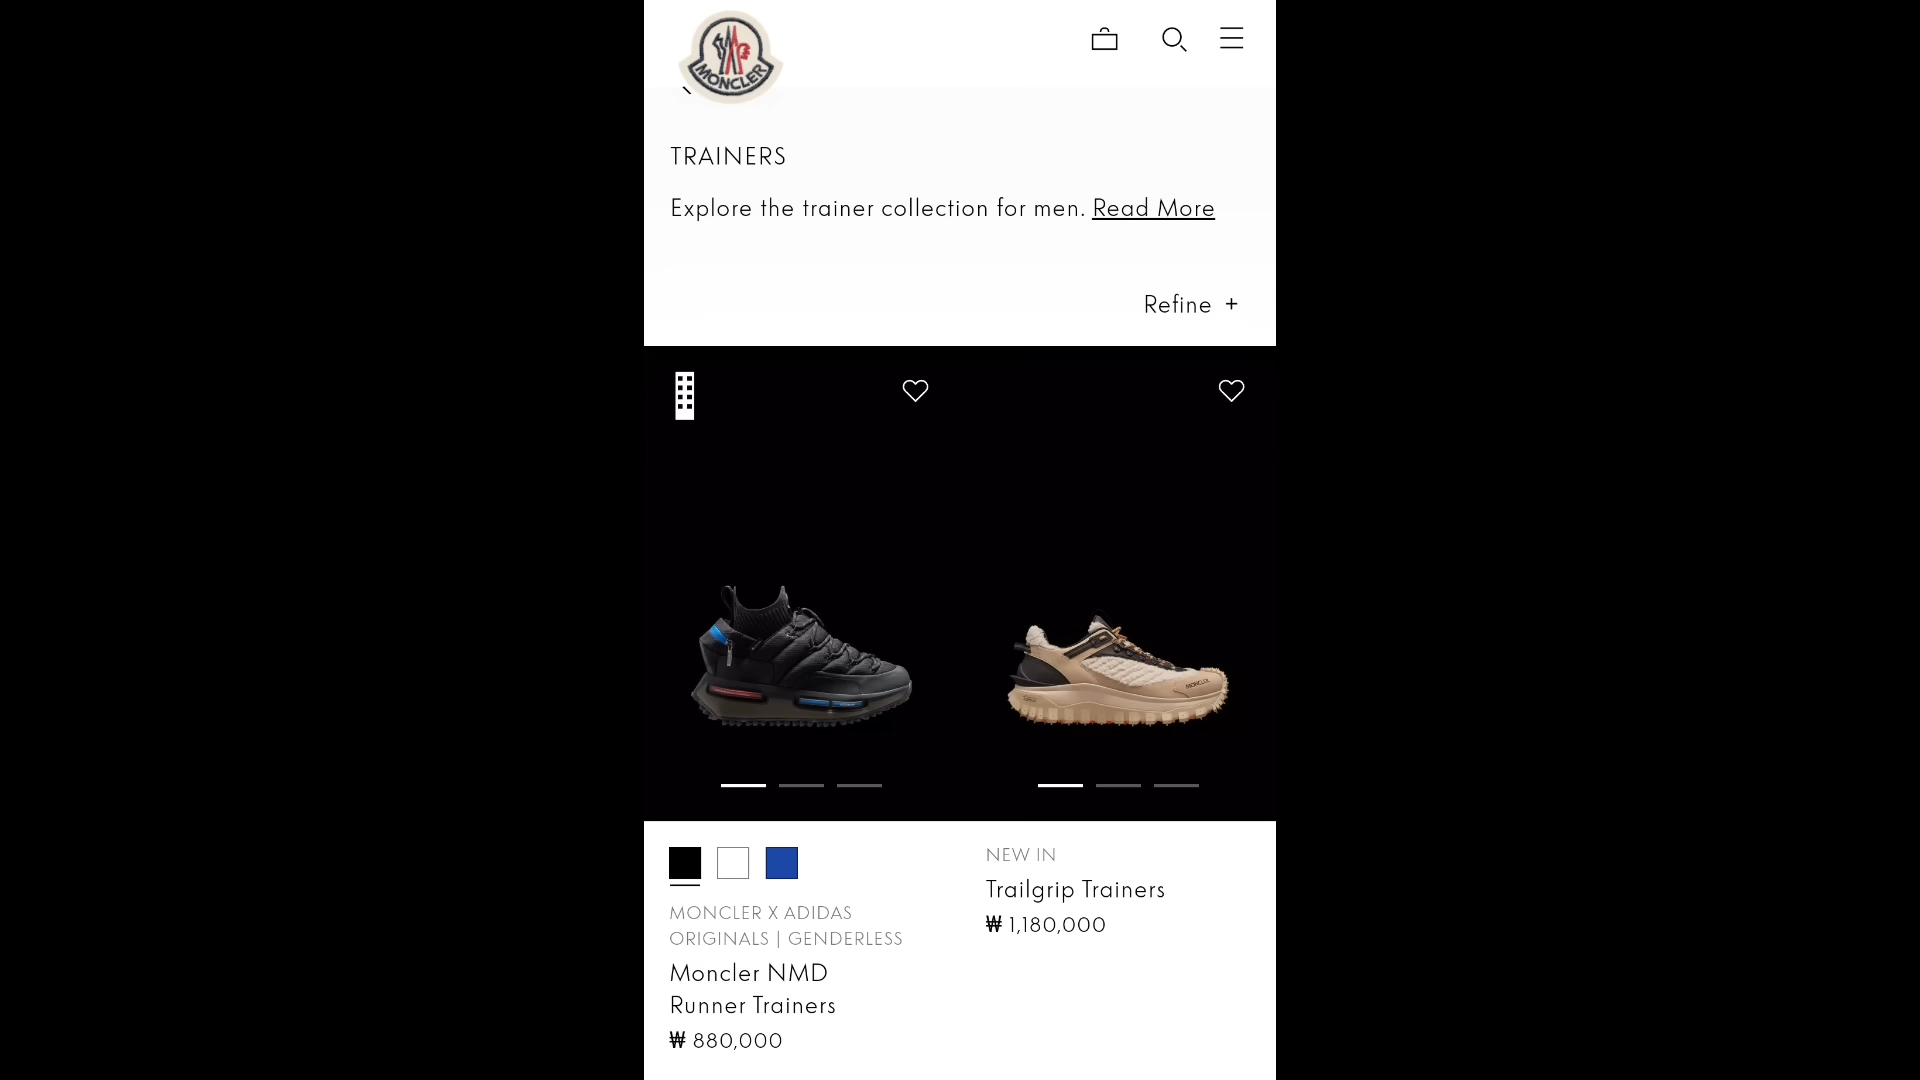 MONCLER
TRAINERS
Explore the trainer collection for men. Read More
Refine +
MONCLER
MONCLER X ADIDAS
ORIGINALS | GENDERLESS
Moncler NMD
Runner Trainers
₩ 880,000
NEW IN
Trailgrip Trainers
₩ 1,180,000